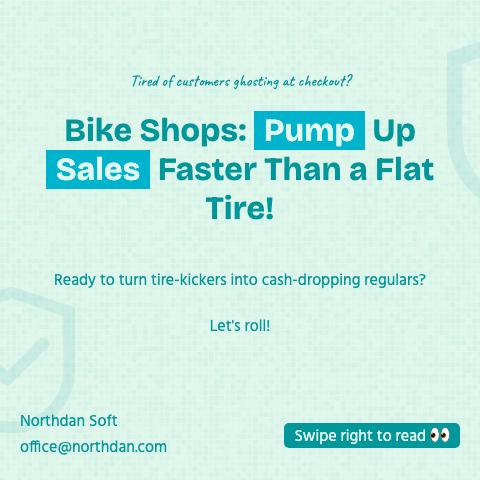 Tired of customers ghosting at checkout?
Bike Shops: Pump Up
Sales Faster Than a Flat
Tire!
Ready to turn tire-kickers into cash-dropping regulars?
Let's roll!
Northdan Soft
office@northdan.com
Swipe right to read 👀